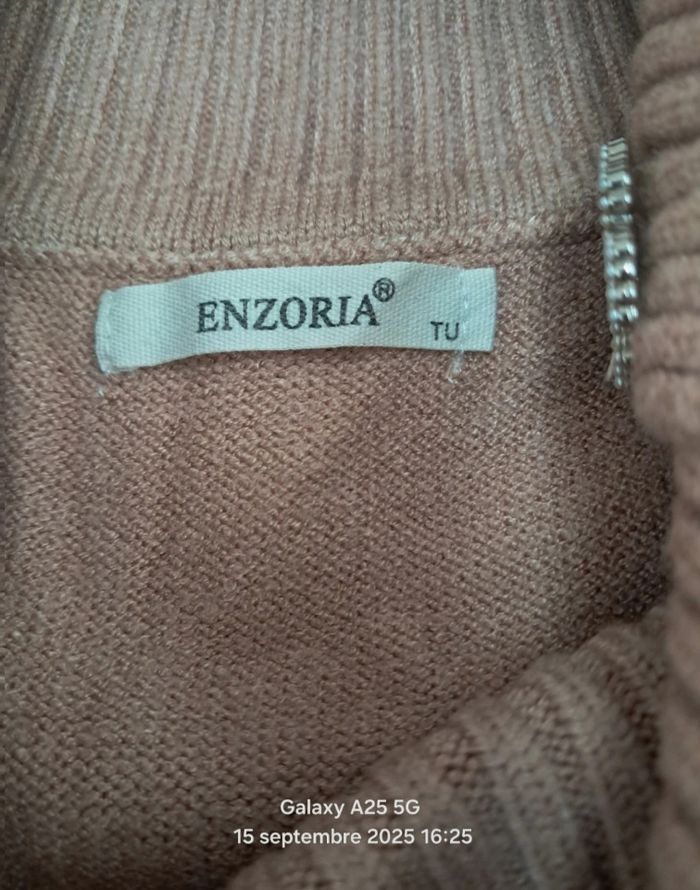 ENZORIA®
TU
Galaxy A25 5G
15 septembre 2025 16:25